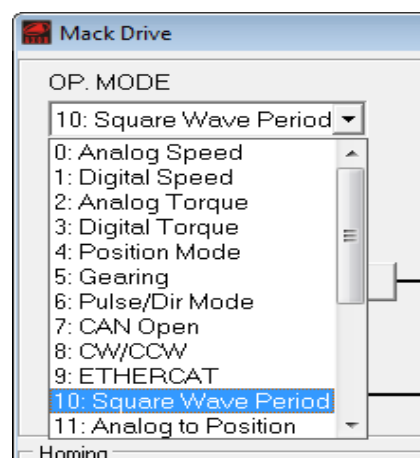 Mack Drive
OP. MODE
10: Square Wave Period
0: Analog Speed
1: Digital Speed
2: Analog Torque
3: Digital Torque
4: Position Mode
5: Gearing
6: Pulse/Dir Mode
7: CAN Open
8: CW/CCW
9: ETHERCAT
10: Square Wave Period
11: Analog to Position
Homing